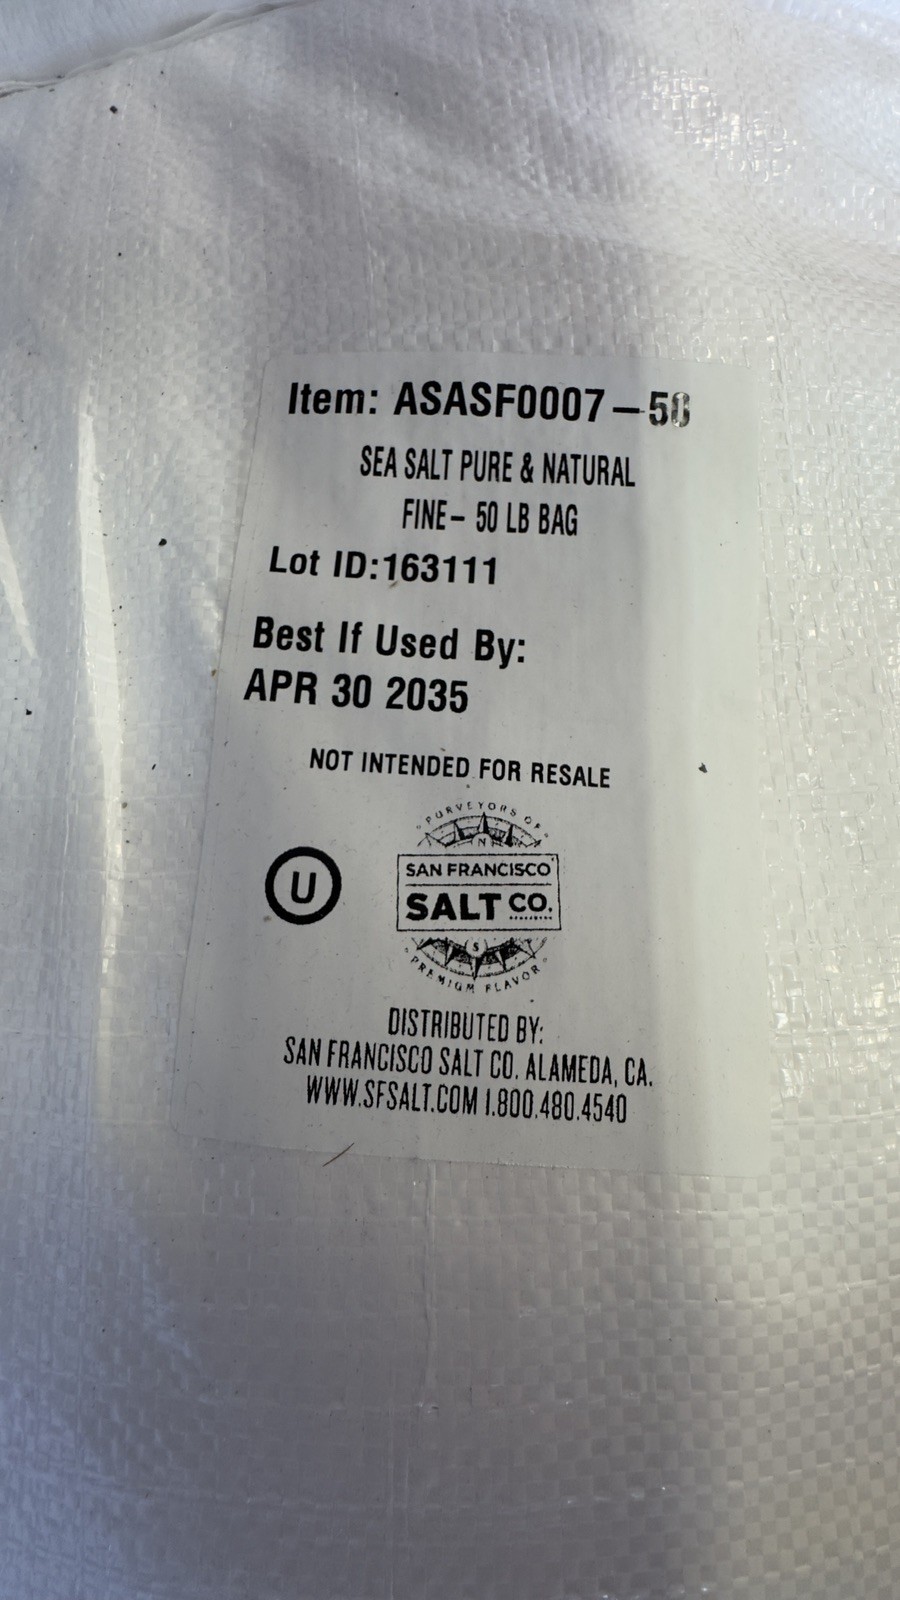 Item: ASASF0007-50
SEA SALT PURE & NATURAL
FINE- 50 LB BAG
Lot ID:163111
Best If Used By:
APR 30 2035
NOT INTENDED FOR RESALE
"PURVEYORS OF
N
U
SAN FRANCISCO
SALT CO.
S
PREMIUM FLAVOR"
DISTRIBUTED BY:
SAN FRANCISCO SALT CO. ALAMEDA, CA.
WWW.SFSALT.COM 1.800.480.4540